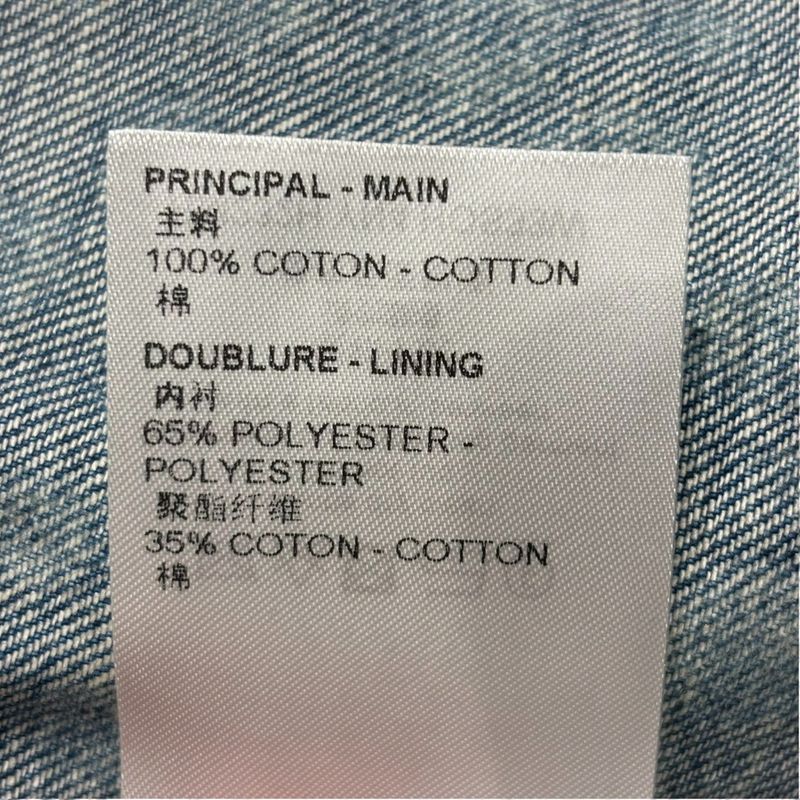 PRINCIPAL - MAIN
主料
100% COTON - COTTON
棉
DOUBLURE - LINING
内衬
65% POLYESTER -
POLYESTER
聚酯纤维
35% COTON - COTTON
棉